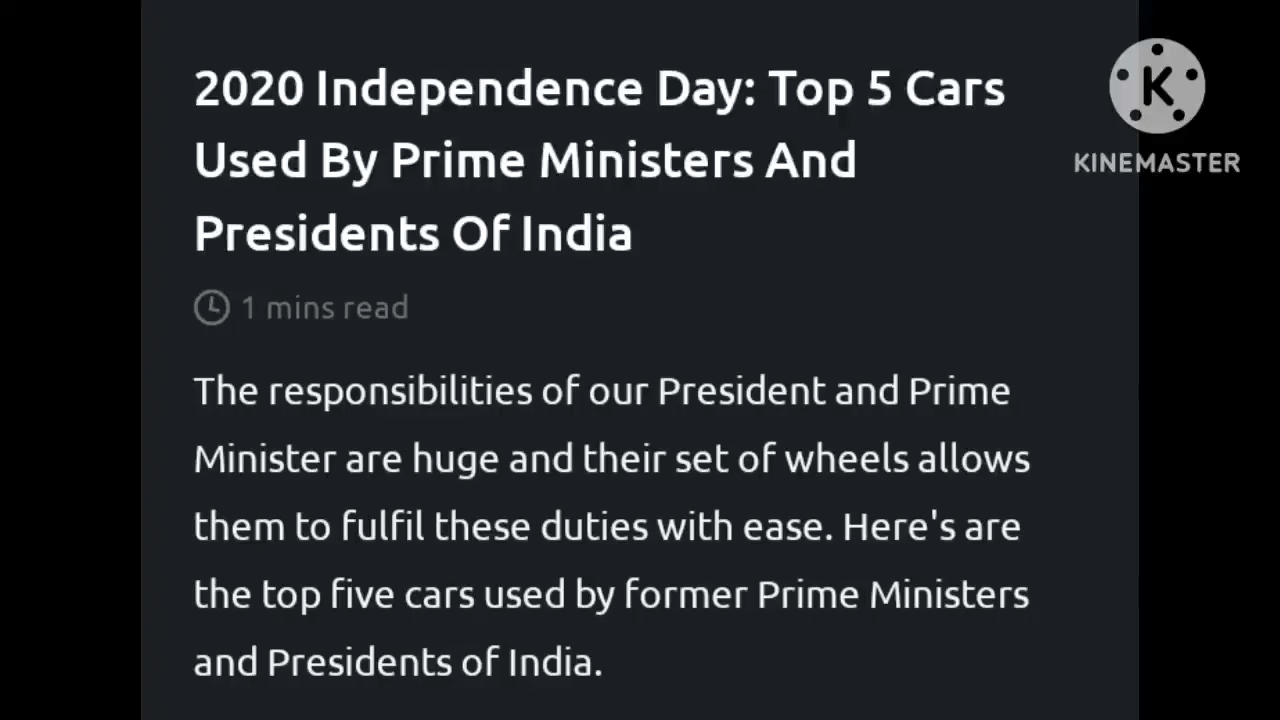 2020 Independence Day: Top 5 Cars
Used By Prime Ministers And
Presidents Of India
1 mins read
The responsibilities of our President and Prime
Minister are huge and their set of wheels allows
them to fulfil these duties with ease. Here's are
the top five cars used by former Prime Ministers
and Presidents of India.
K
KINEMASTER